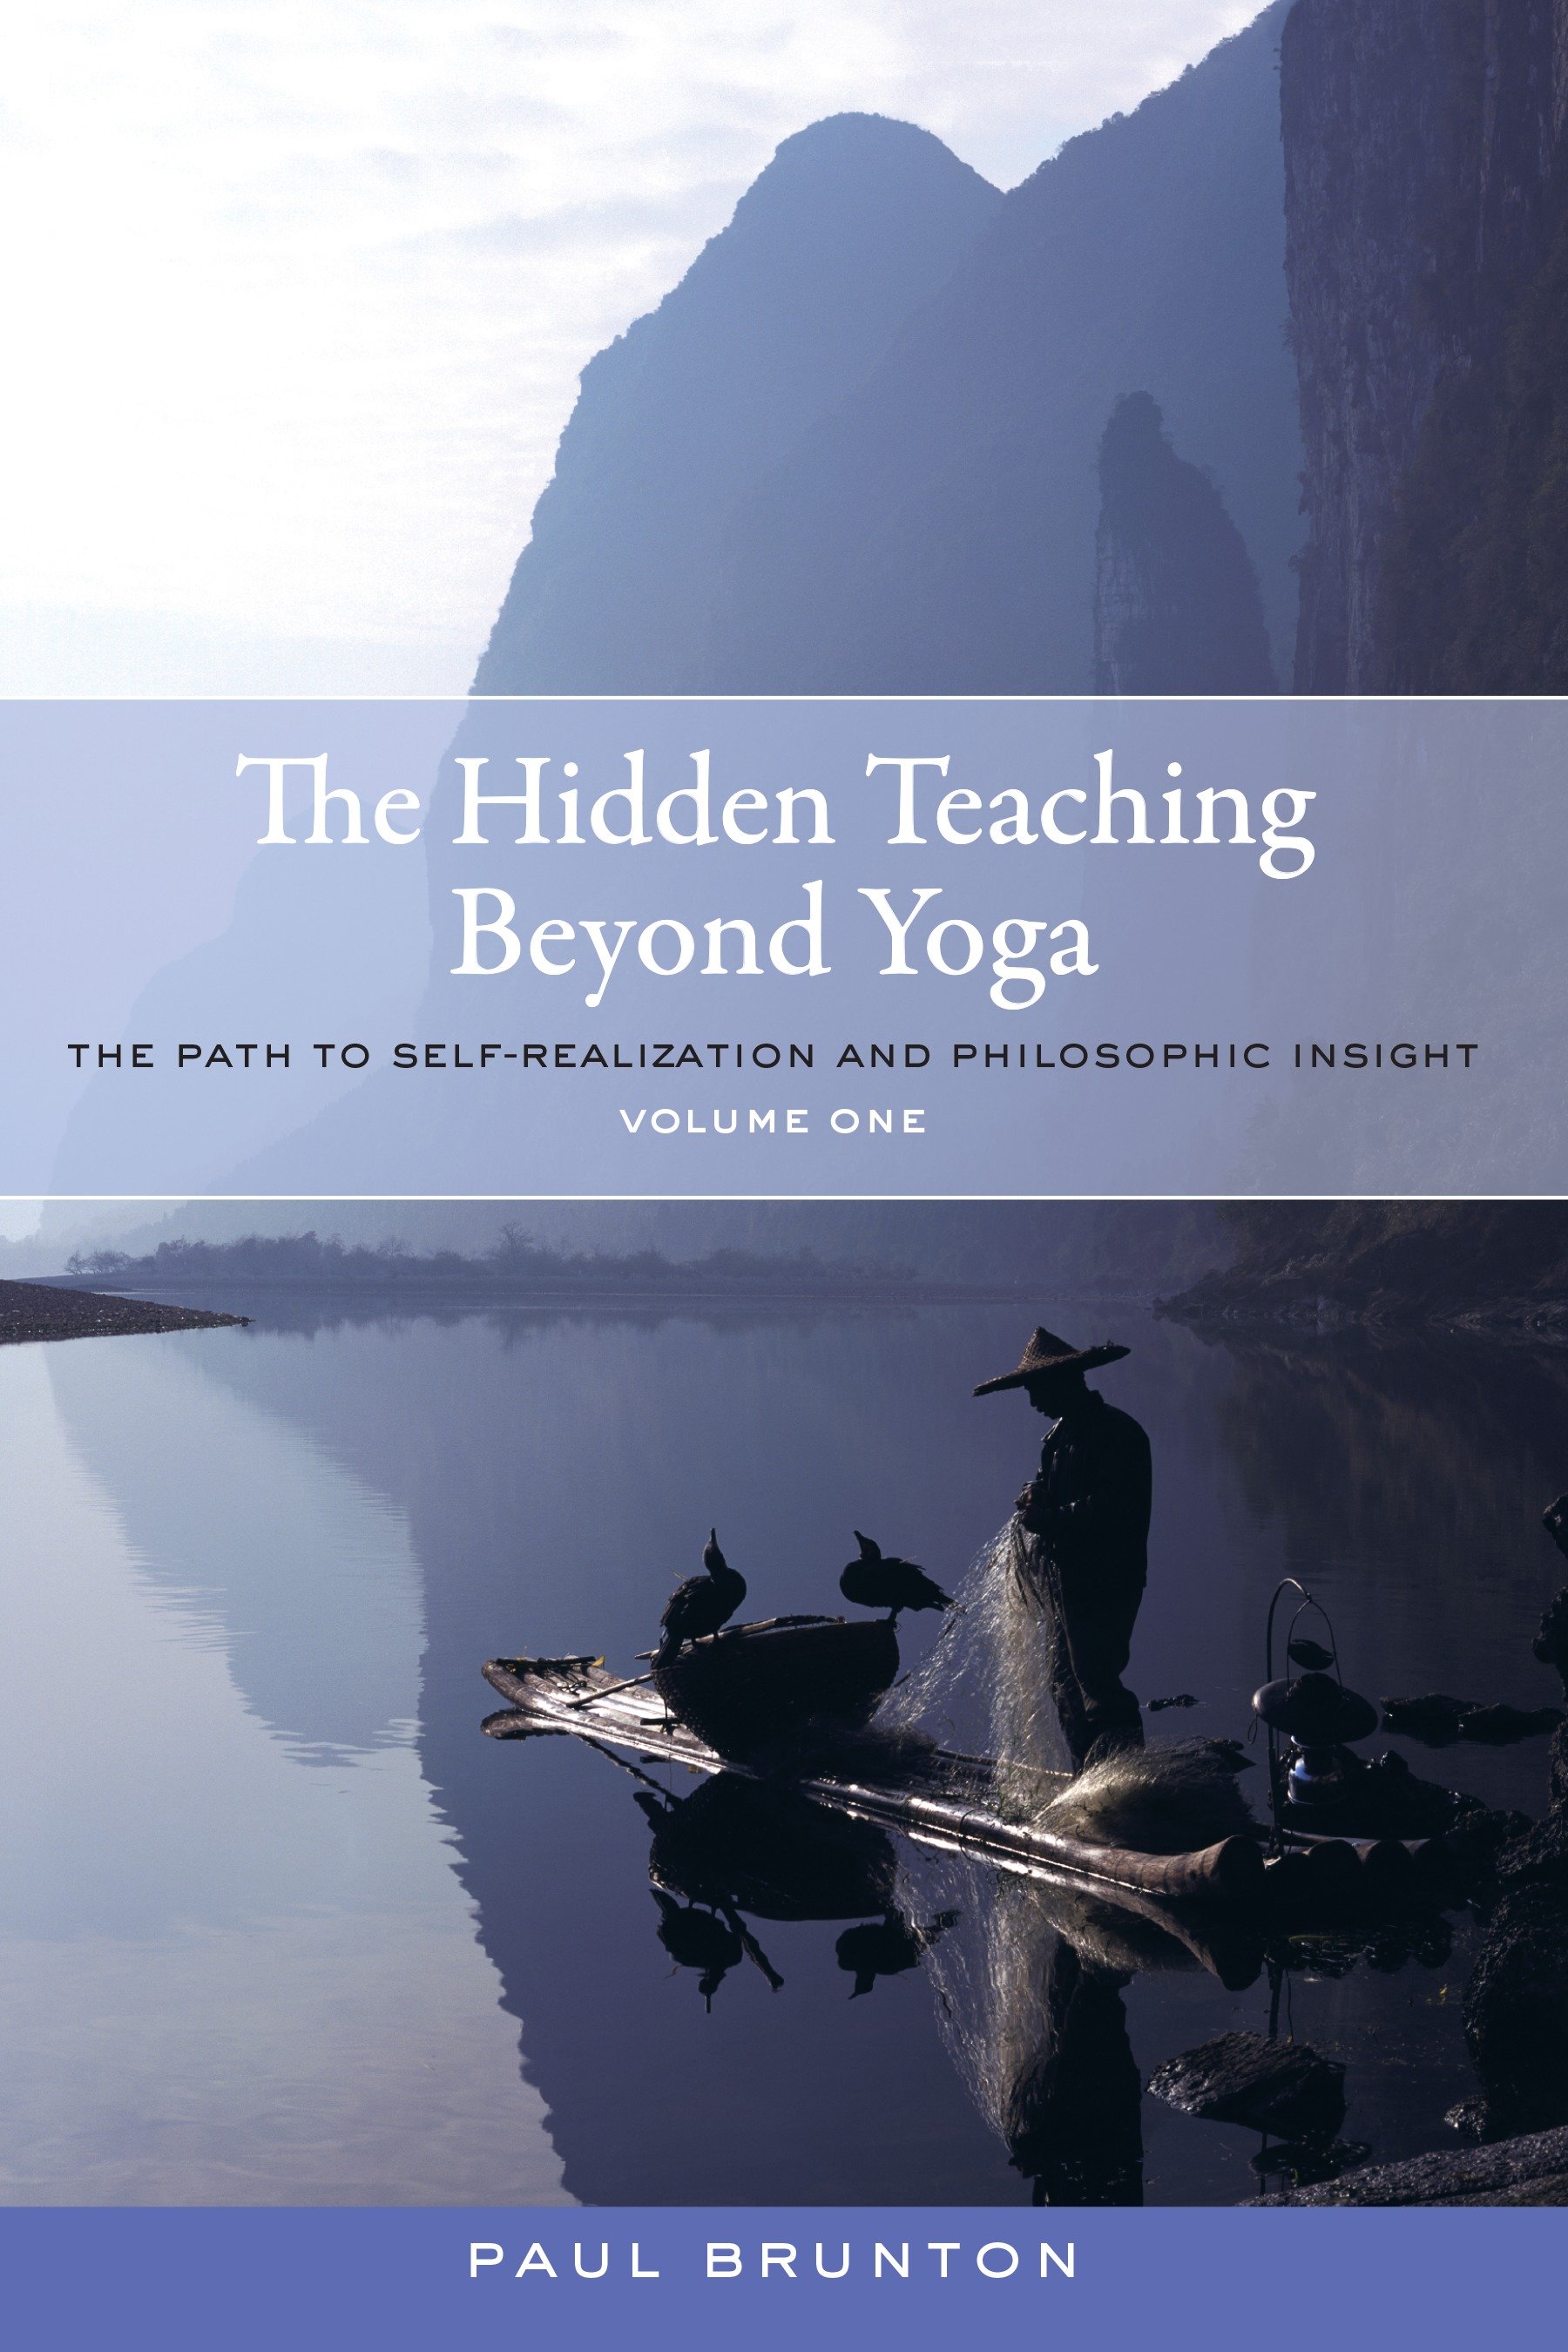 The Hidden Teaching
Beyond Yoga
THE PATH TO SELF-REALIZATION AND PHILOSOPHIC INSIGHT
VOLUME ONE
PAUL BRUNTON